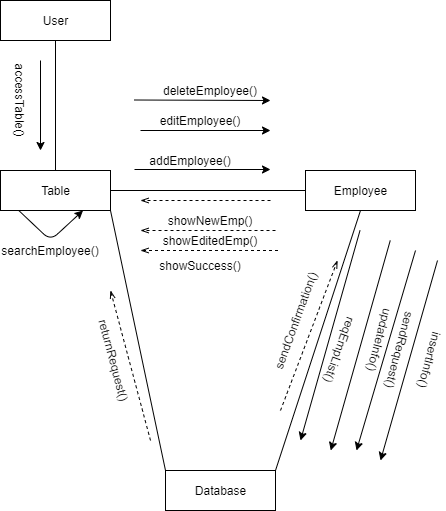 User
accessTable()
deleteEmployee()
editEmployee()
addEmployee()
Table
Employee
showNewEmp()
showEditedEmp()
showSuccess()
searchEmployee()
returnRequest()
sendConfirmation()
reqEmpList()
updateInfo()
sendRequest()
insertInfo()
Database